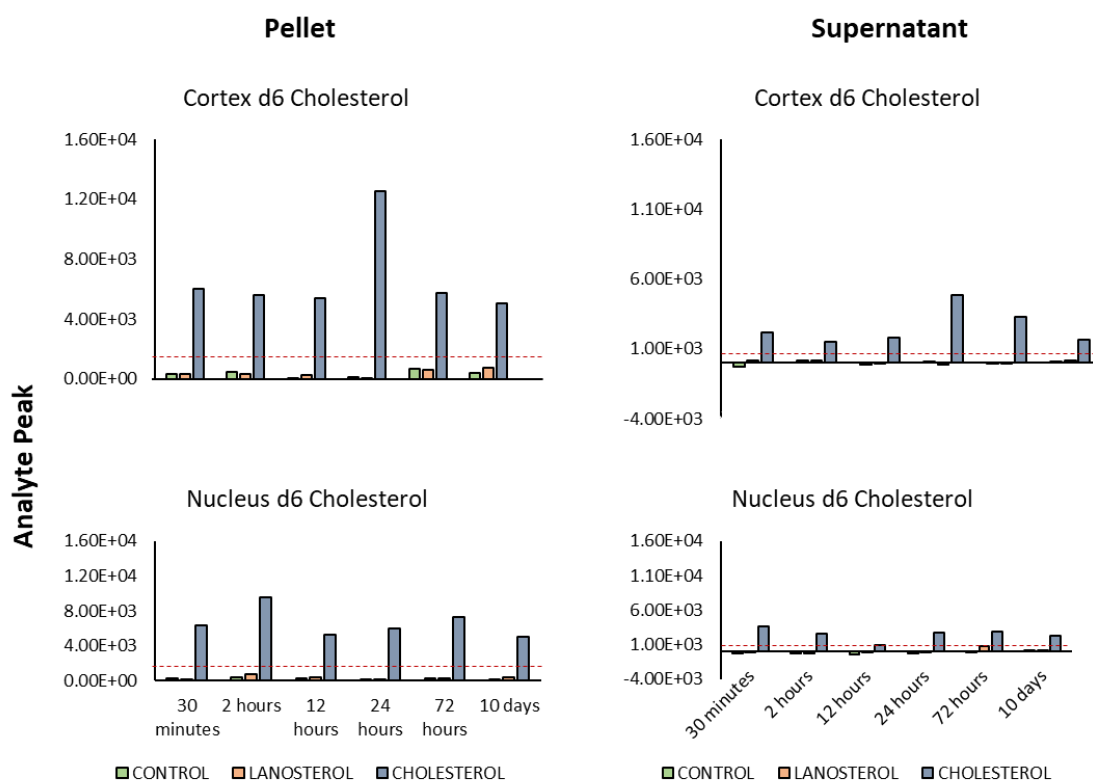 Pellet
Supernatant
Cortex d6 Cholesterol
1.60E+04
1.20E+04
8.00E+03
4.00E+03
0.00E+00
Cortex d6 Cholesterol
1.60E+04
1.10E+04
6.00E+03
1.00E+03
-4.00E+03
Analyte Peak
Nucleus d6 Cholesterol
1.60E+04
1.20E+04
8.00E+03
4.00E+03
0.00E+00
30 minutes
2 hours
12 hours
24 hours
72 hours
10 days
CONTROL LANOSTEROL CHOLESTEROL
Nucleus d6 Cholesterol
1.60E+04
1.10E+04
6.00E+03
1.00E+03
-4.00E+03
30 minutes
2 hours
12 hours
24 hours
72 hours
10 days
CONTROL LANOSTEROL CHOLESTEROL